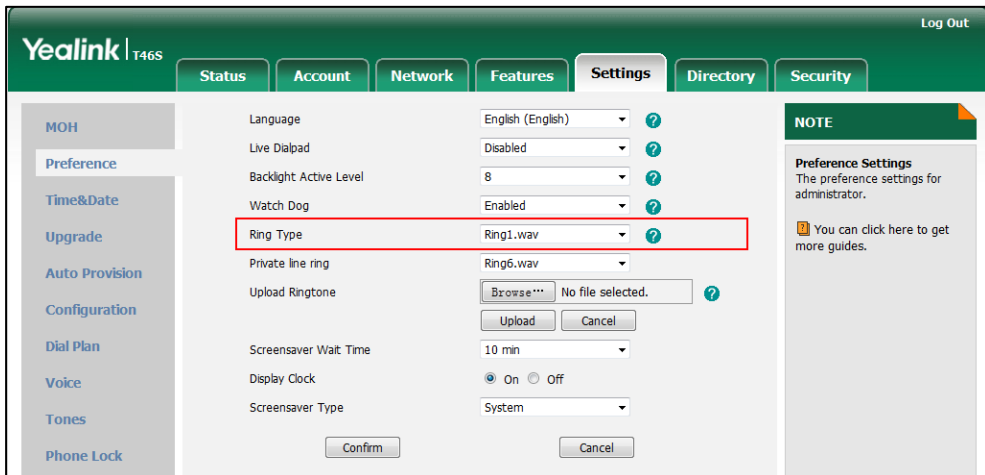 Log Out
Yealink T46S
Status Account Network Features Settings Directory Security
MOH
Preference
Time&Date
Upgrade
Auto Provision
Configuration
Dial Plan
Voice
Tones
Phone Lock
Language English (English) ?
Live Dialpad Disabled ?
Backlight Active Level 8 ?
Watch Dog Enabled ?
Ring Type Ring1.wav ?
Private line ring Ring6.wav
Upload Ringtone Browse... No file selected. ?
Upload Cancel
Screensaver Wait Time 10 min
Display Clock On Off
Screensaver Type System
Confirm Cancel
NOTE
Preference Settings
The preference settings for
administrator.
? You can click here to get
more guides.